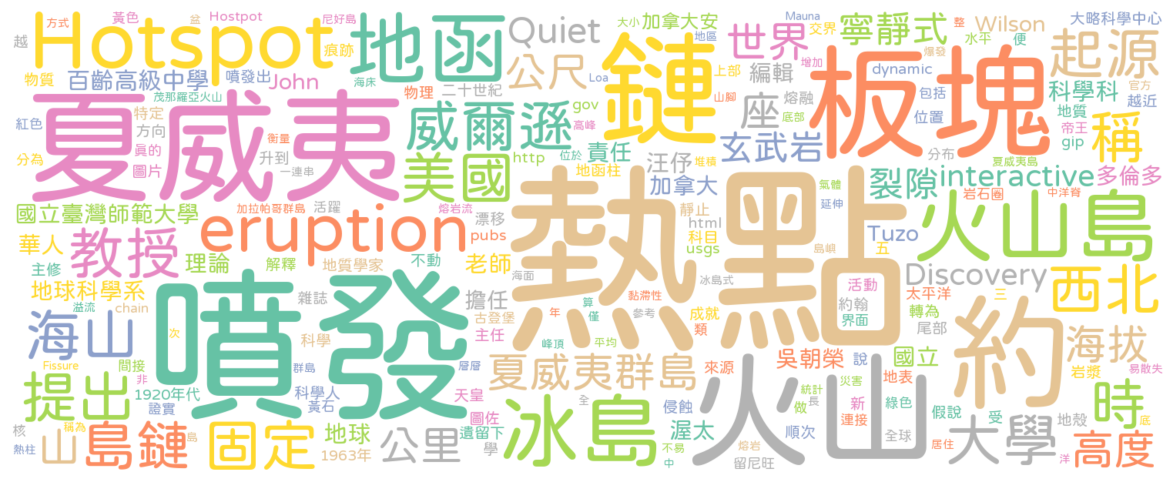 越 黃色 盆 Hostpot 方式
Hotspot
痕跡 尼好島
地函
Quiet
大小 加拿大安
地區
Mauna
世界
交界
寧靜式
Wilson
整
大略科學中心
水平 便
起源
物質 百齡高級中學 噴發出
John
公尺
上部
編輯
增加
爆發
dynamic
官方
茂那羅亞火山
海床
物理
二十世紀
鏈
Loa
山腳
板塊
科學科
越近
地質
紅色
特定
方向
夏威夷
衡量
威爾遜
gov
高峰
底部
座
熔融
包括
位置
帝王
稱
分為
真的
圖片
升到
一連串
美國
http
位於
責任
地函柱
堆積
汪伃
玄武岩
分布
夏威夷島
gip
裂隙
interactive
多倫多
加拿大
氣體
延伸
岩石圈
中洋脊
國立臺灣師範大學
加拉帕哥群島
活躍
熔岩流
漂移
pubs
html
靜止
科目
usgs
熱點
火山島
華人
教授
eruption
Tuzo
五
島嶼
主修
理論
解釋
地質學家
不動
老師
海面
冰島式
Discovery
西北
地球科學系
雜誌
擔任
黏滯性
活動
太平洋
三
溢流
chain
噴發
古登堡
算
僅
參考
成就
約翰
轉為
界面
尾部
海山
次
科學
主任
年
類
約
海拔
Fissure
間接
群島
峰頂
平均
層層
吳朝榮
說
國立
岩漿
易散失
提出
非
1920年代
科學人
天皇
夏威夷群島
來源
火山
地表
證實
黃石
圖佐
全
統計
災害
長
新
綠色
假說
受
時
地殼
官方
核
稱為
山
島鏈
島
固定
地球
遺留下
冰島
侵蝕
做
連接
全球
大學
居住
底
熱柱
1963年
公里
學
不易
中
渥太
熔岩
留尼旺
順次
洋
高度